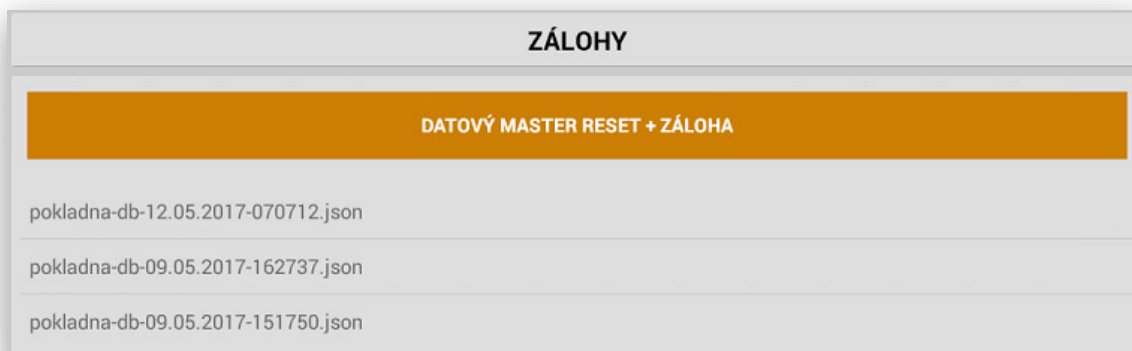 ZÁLOHY
DATOVÝ MASTER RESET + ZÁLOHA
pokladna-db-12.05.2017-070712.json
pokladna-db-09.05.2017-162737.json
pokladna-db-09.05.2017-151750.json